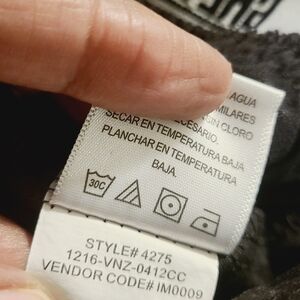 AGUA
MILARES
CESARIO.
SIN CLORO
SECAR EN TEMPERATURA BAJA
PLANCHAR EN TEMPERATURA
BAJA.
30C
STYLE# 4275
1216-VNZ-0412CC
VENDOR CODE# IM0009